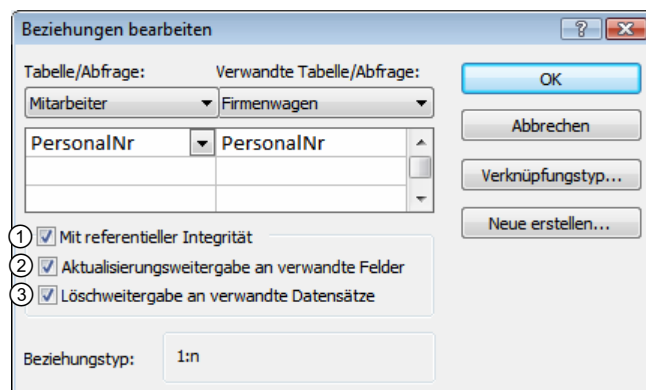 Beziehungen bearbeiten
Tabelle/Abfrage: Verwandte Tabelle/Abfrage:
Mitarbeiter Firmenwagen
PersonalNr PersonalNr
OK
Abbrechen
Verknüpfungstyp...
Neue erstellen...
1 Mit referentieller Integrität
2 Aktualisierungsweitergabe an verwandte Felder
3 Löschweitergabe an verwandte Datensätze
Beziehungstyp: 1:n